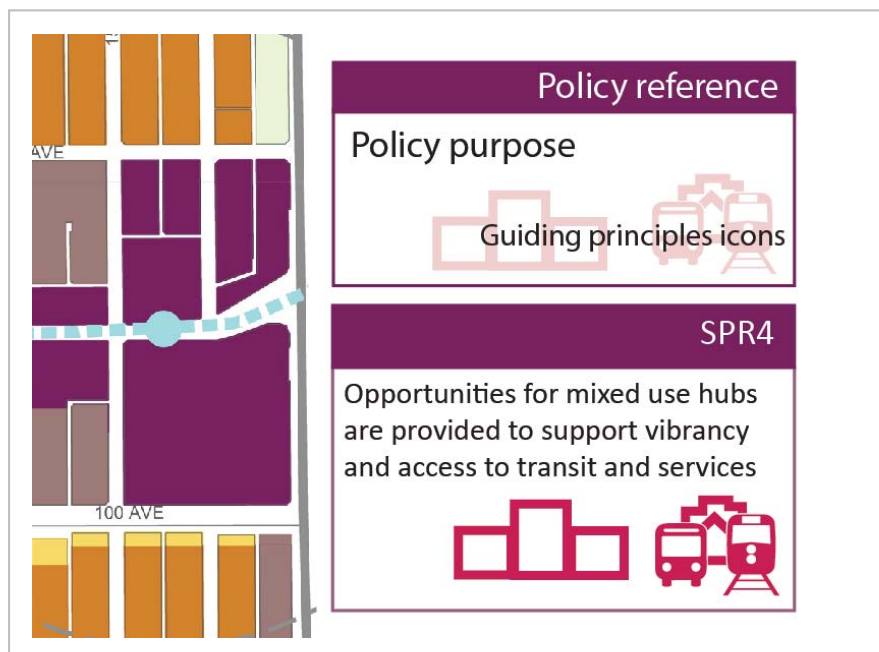 AVE
100 AVE
Policy reference
Policy purpose
Guiding principles icons
SPR4
Opportunities for mixed use hubs
are provided to support vibrancy
and access to transit and services